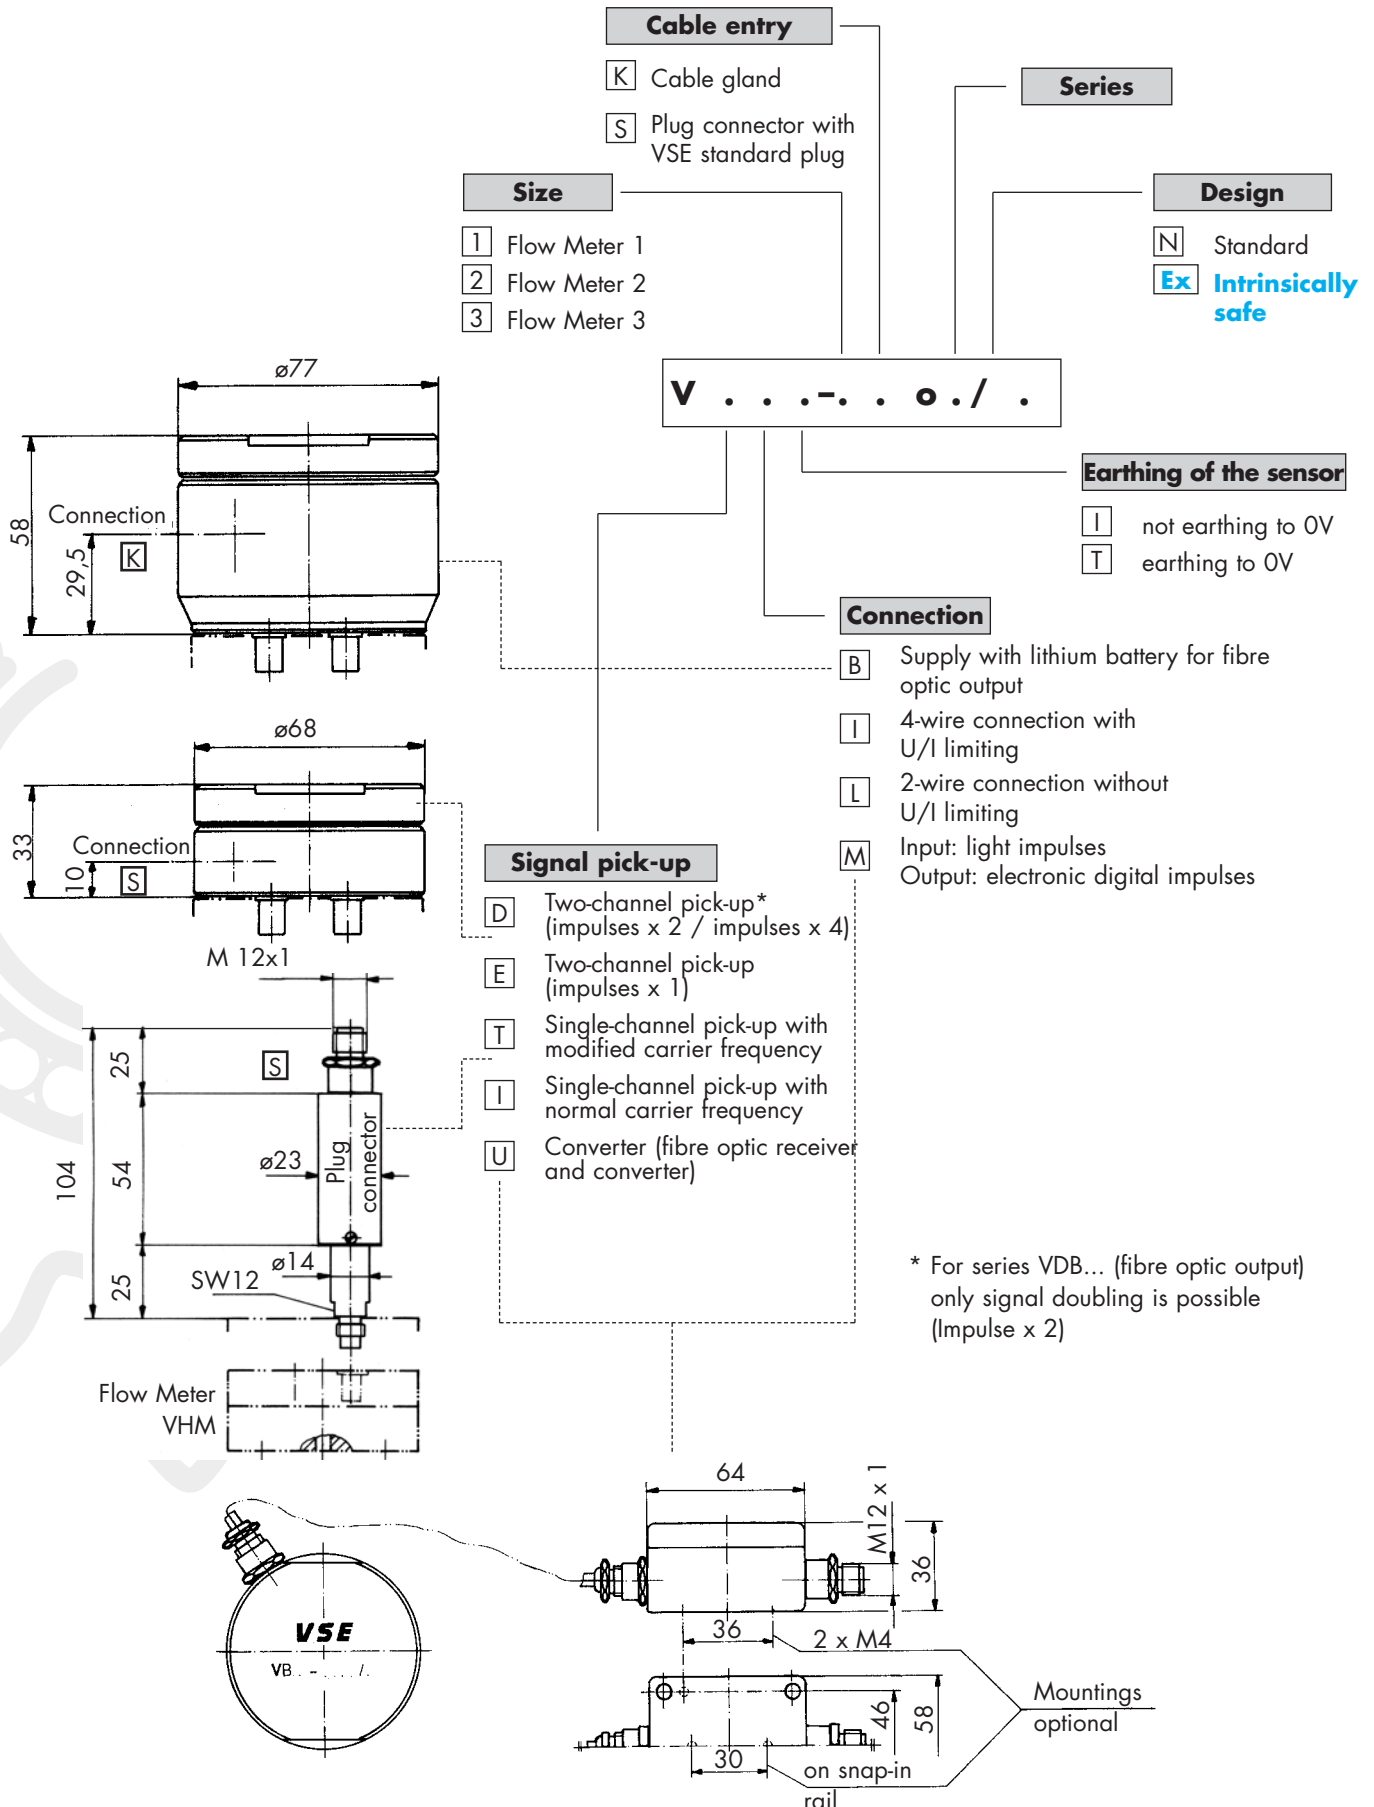 Cable entry
K Cable gland
S Plug connector with
VSE standard plug
Series
Size
1 Flow Meter 1
2 Flow Meter 2
3 Flow Meter 3
Design
N Standard
Ex Intrinsically
safe
V . . .-. . o . / .
Earthing of the sensor
I not earthing to 0V
T earthing to 0V
Connection
B Supply with lithium battery for fibre
optic output
I 4-wire connection with
U/I limiting
L 2-wire connection without
U/I limiting
M Input: light impulses
Output: electronic digital impulses
Signal pick-up
D Two-channel pick-up*
(impulses x 2 / impulses x 4)
E Two-channel pick-up
(impulses x 1)
T Single-channel pick-up with
modified carrier frequency
I Single-channel pick-up with
normal carrier frequency
U Converter (fibre optic receiver
and converter)
* For series VDB... (fibre optic output)
only signal doubling is possible
(Impulse x 2)
ø77
58
Connection
29,5
K
ø68
33
Connection
10
S
M 12x1
25
S
104
54
ø23
Plug
connector
ø14
SW12
25
Flow Meter
VHM
VSE
VB . . - . . . . /.
64
M12 x 1
36
36
2 x M4
46
58
30
Mountings
optional
on snap-in
rail